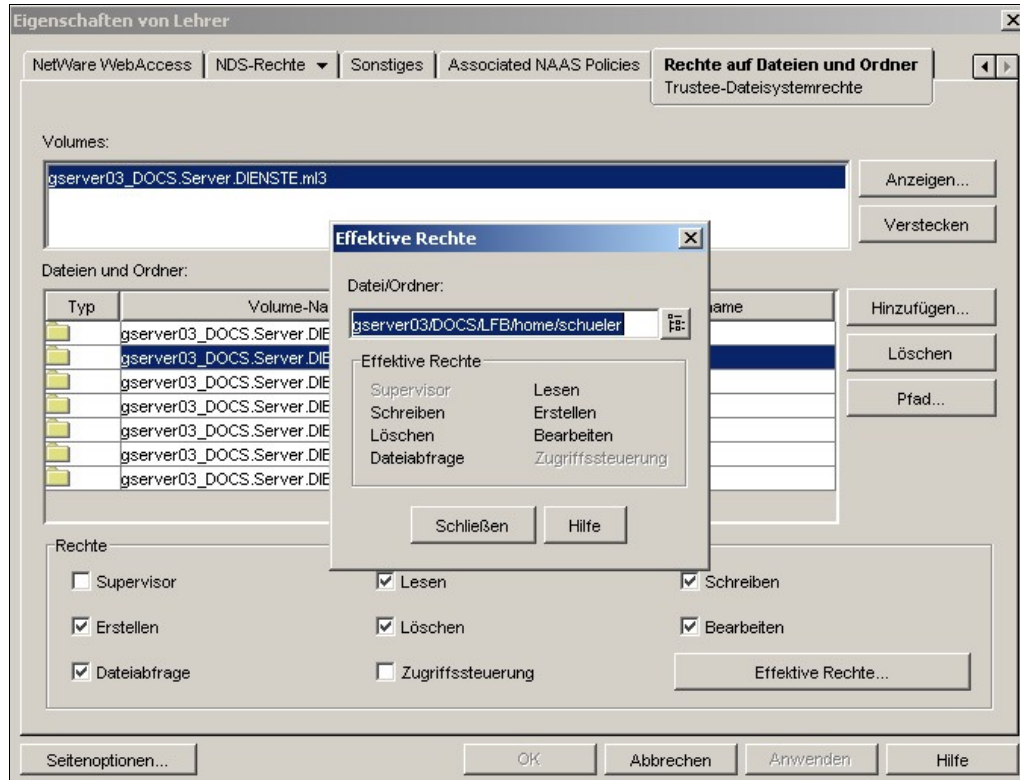 Eigenschaften von Lehrer
NetWare WebAccess NDS-Rechte Sonstiges Associated NAAS Policies Rechte auf Dateien und Ordner
Trustee-Dateisystemrechte
Volumes:
gserver03_DOCS.Server.DIENSTE.ml3
Anzeigen...
Verstecken
Effektive Rechte
Datei/Ordner:
gserver03/DOCS/LFB/home/schueler
Effektive Rechte
Supervisor Lesen
Schreiben Erstellen
Löschen Bearbeiten
Dateiabfrage Zugriffssteuerung
Schließen Hilfe
Dateien und Ordner:
Typ Volume-Na ame
gserver03_DOCS.Server.DIE
gserver03_DOCS.Server.DIE
gserver03_DOCS.Server.DIE
gserver03_DOCS.Server.DIE
gserver03_DOCS.Server.DIE
gserver03_DOCS.Server.DIE
gserver03_DOCS.Server.DIE
Hinzufügen...
Löschen
Pfad...
Rechte
Supervisor Lesen Schreiben
Erstellen Löschen Bearbeiten
Dateiabfrage Zugriffssteuerung Effektive Rechte...
Seitenoptionen... OK Abbrechen Anwenden Hilfe